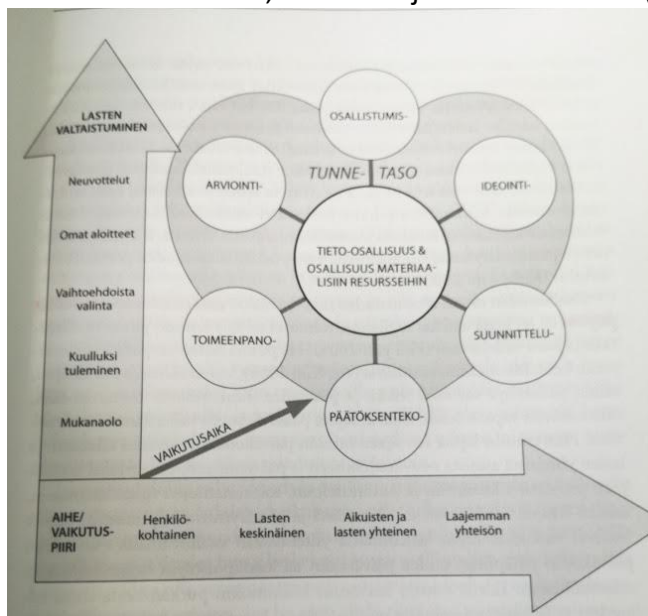 LASTEN
VALTAISTUMINEN
Neuvottelut
Omat aloitteet
Vaihtoehdoista
valinta
Kuulluksi
tuleminen
Mukanaolo
OSALLISTUMIS-
ARVIOINTI-
TUNNE- TASO
IDEOINTI-
TIETO-OSALLISUUS &
OSALLISUUS MATERIAA-
LISIIN RESURSSEIHIN
TOIMEENPANO-
SUUNNITTELU-
PÄÄTÖKSENTEKO-
VAIKUTUSAIKA
AIHE/
VAIKUTUS-
PIIRI
Henkilö-
kohtainen
Lasten
keskinäinen
Aikuisten ja
lasten yhteinen
Laajemman
yhteisön